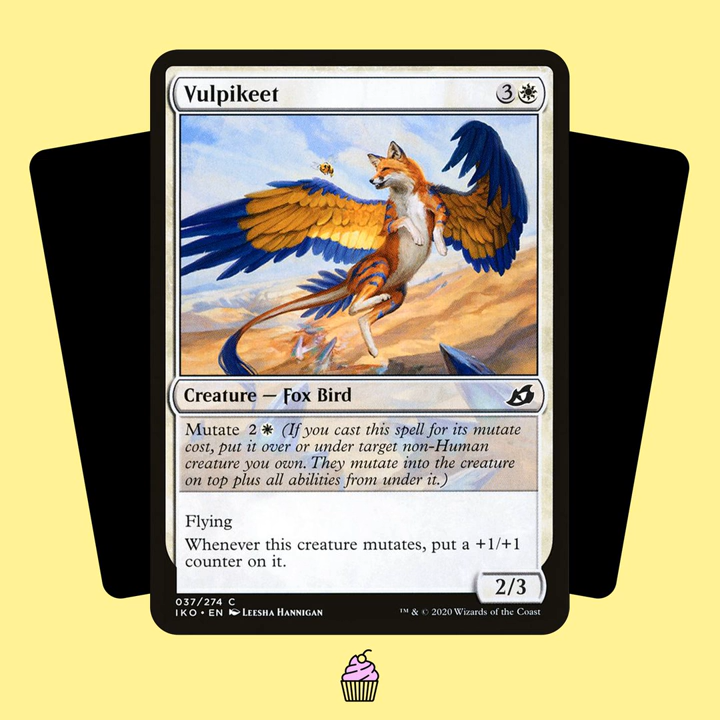 Vulpikeet 3
Creature — Fox Bird
Mutate 2 (If you cast this spell for its mutate
cost, put it over or under target non-Human
creature you own. They mutate into the creature
on top plus all abilities from under it.)
Flying
Whenever this creature mutates, put a +1/+1
counter on it.
2/3
037/274 C
IKO • EN LEESHA HANNIGAN
™ & © 2020 Wizards of the Coast